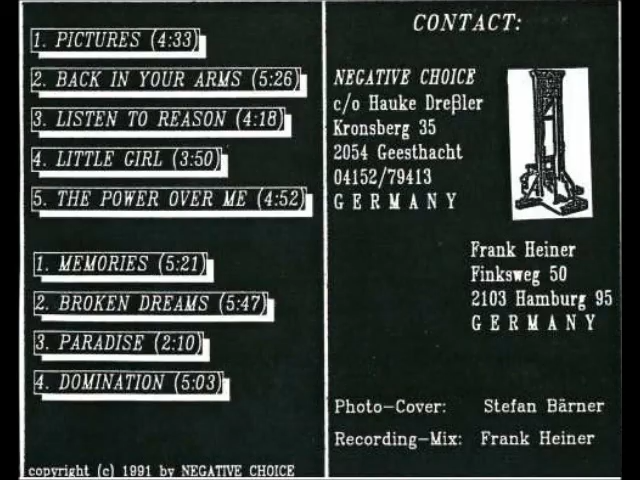 1. PICTURES (4:33)
2. BACK IN YOUR ARMS (5:26)
3. LISTEN TO REASON (4:18)
4. LITTLE GIRL (3:50)
5. THE POWER OVER ME (4:52)
1. MEMORIES (5:21)
2. BROKEN DREAMS (5:47)
3. PARADISE (2:10)
4. DOMINATION (5:03)
copyright (c) 1991 by NEGATIVE CHOICE
CONTACT:
NEGATIVE CHOICE
c/o Hauke Dreβler
Kronsberg 35
2054 Geesthacht
04152/79413
G E R M A N Y
Frank Heiner
Finksweg 50
2103 Hamburg 95
G E R M A N Y
Photo-Cover: Stefan Bärner
Recording-Mix: Frank Heiner